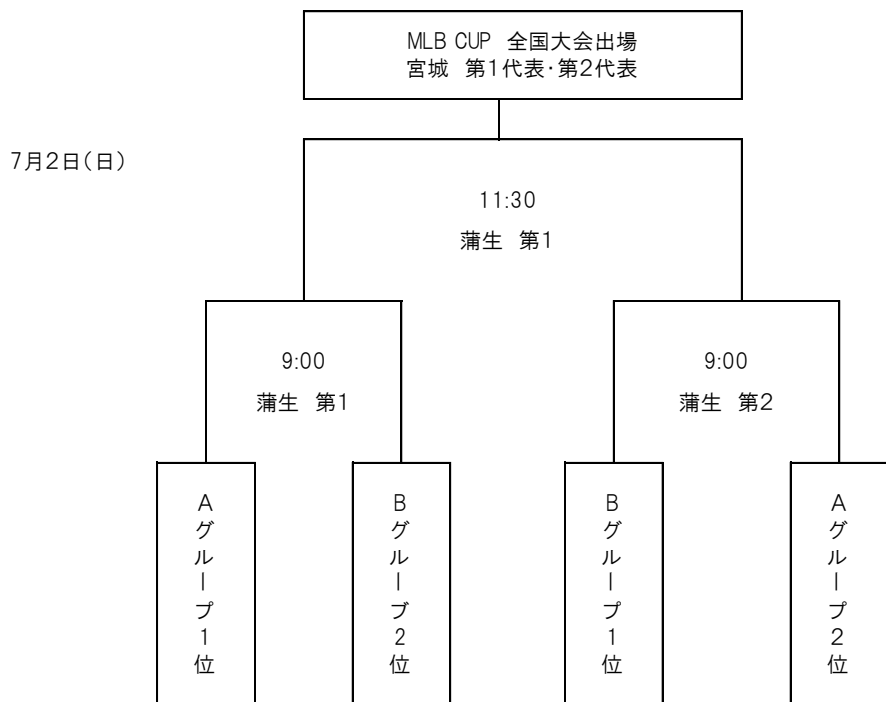 MLB CUP 全国大会出場
宮城 第1代表・第2代表
7月2日(日)
11:30
蒲生 第1
9:00
蒲生 第1
9:00
蒲生 第2
Aグループ1位
Bグループ2位
Bグループ1位
Aグループ2位